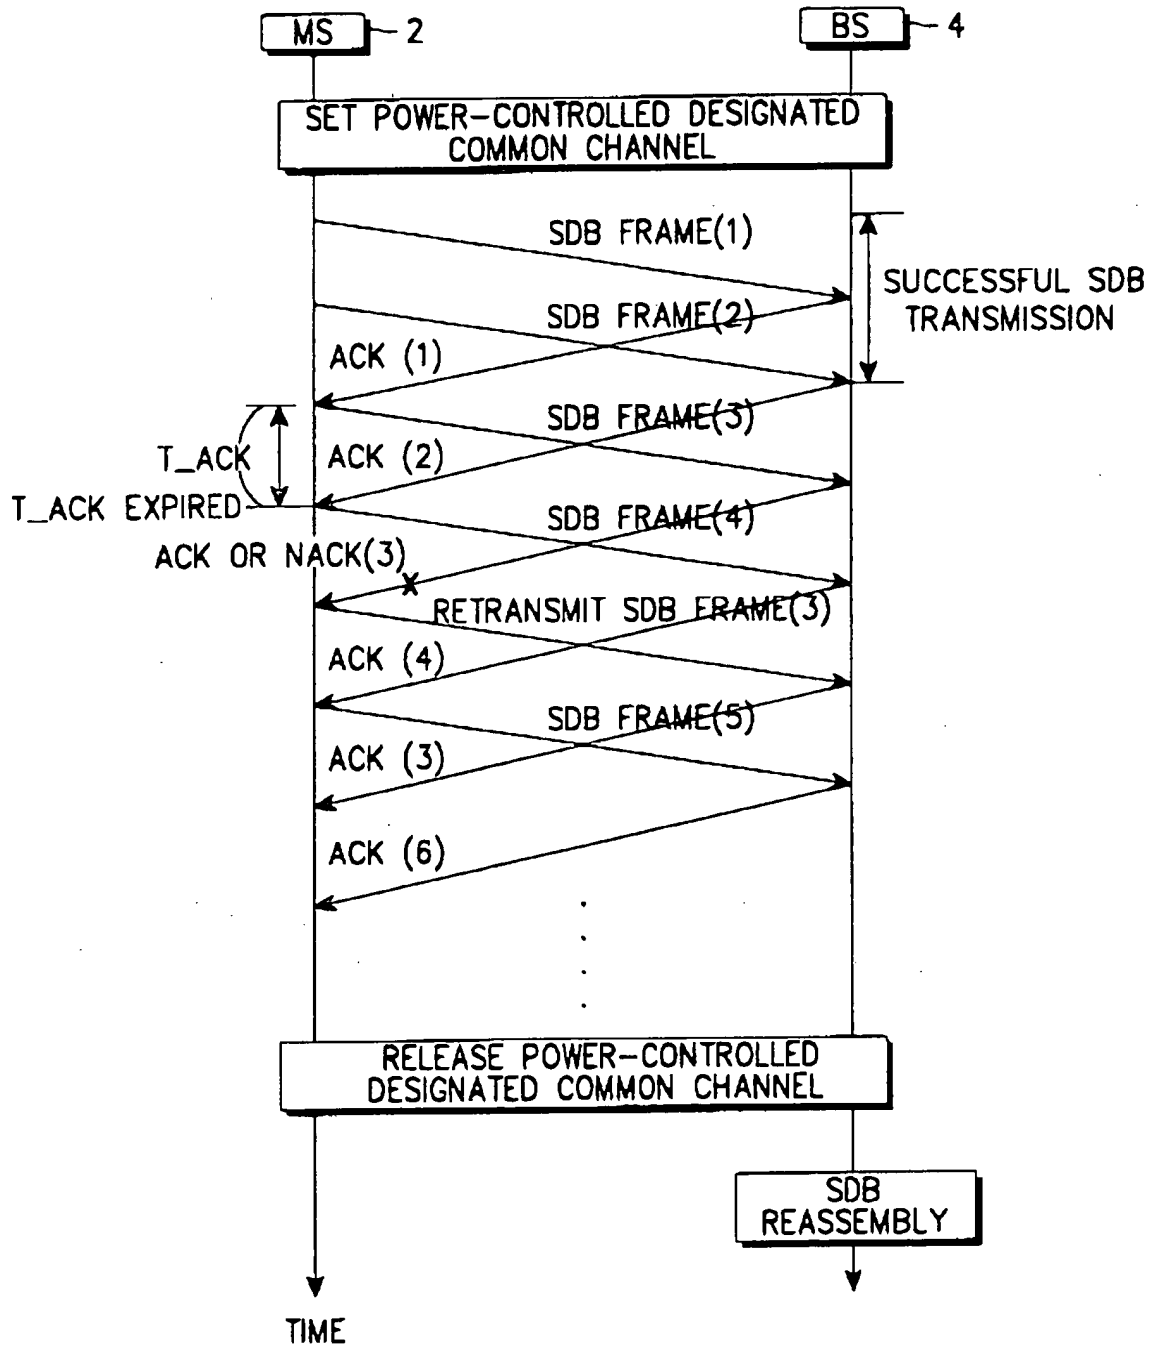 MS 2
BS 4
SET POWER-CONTROLLED DESIGNATED
COMMON CHANNEL
SDB FRAME(1)
SUCCESSFUL SDB
TRANSMISSION
SDB FRAME(2)
ACK (1)
SDB FRAME(3)
T_ACK
ACK (2)
T_ACK EXPIRED
SDB FRAME(4)
ACK OR NACK(3)
X
RETRANSMIT SDB FRAME(3)
ACK (4)
SDB FRAME(5)
ACK (3)
ACK (6)
RELEASE POWER-CONTROLLED
DESIGNATED COMMON CHANNEL
SDB
REASSEMBLY
TIME